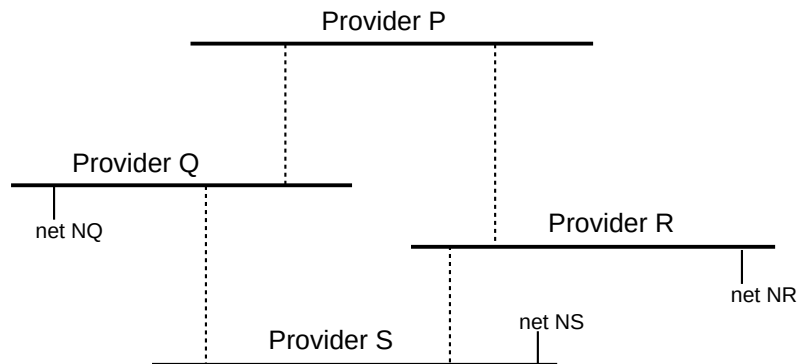 Provider P
Provider Q
net NQ
Provider R
net NR
net NS
Provider S